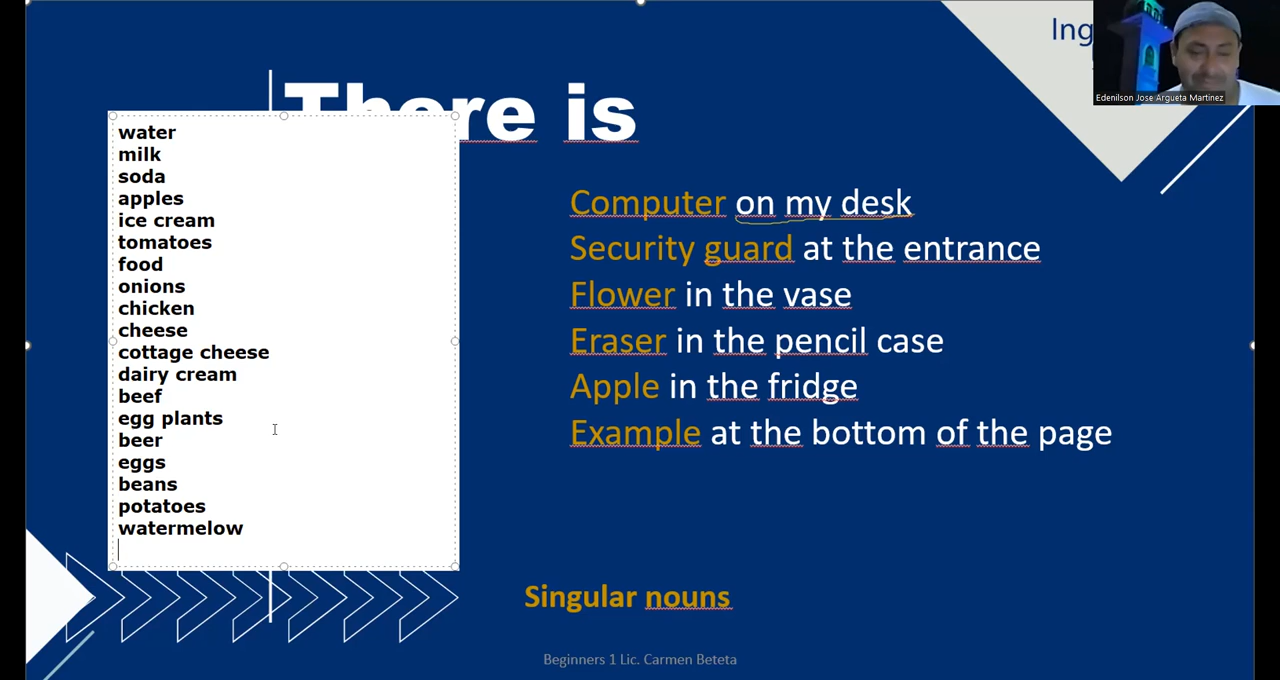 Ing
Edenilson Jose Argueta Martinez
There is
water
milk
soda
apples
ice cream
tomatoes
food
onions
chicken
cheese
cottage cheese
dairy cream
beef
egg plants
beer
eggs
beans
potatoes
watermelow
Computer on my desk
Security guard at the entrance
Flower in the vase
Eraser in the pencil case
Apple in the fridge
Example at the bottom of the page
Singular nouns
Beginners 1 Lic. Carmen Beteta